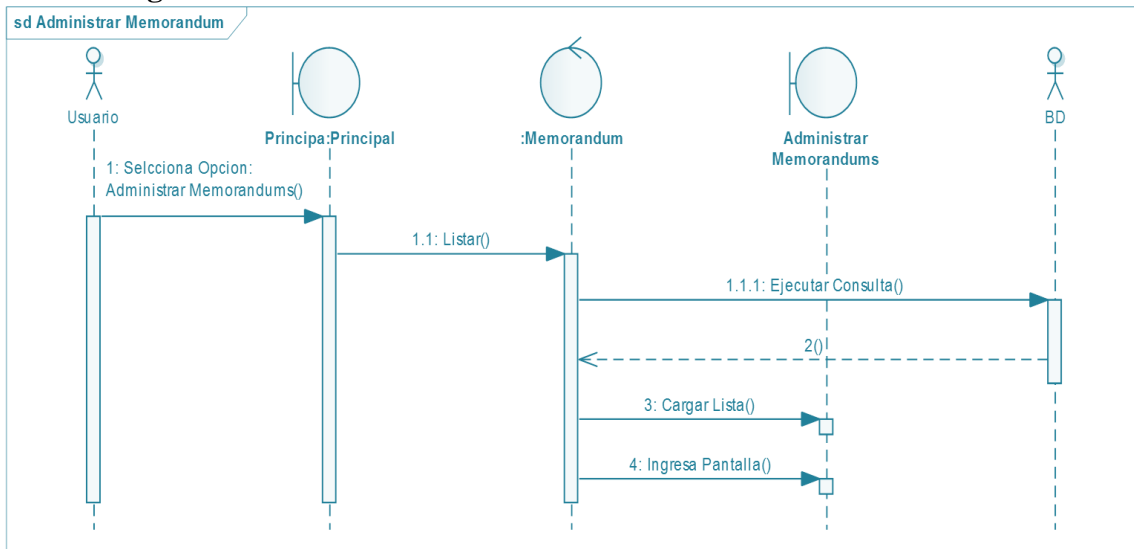 sd Administrar Memorandum
Usuario
Principa:Principal
:Memorandum
Administrar
Memorandums
BD
1: Selcciona Opcion:
Administrar Memorandums()
1.1: Listar()
1.1.1: Ejecutar Consulta()
2()
3: Cargar Lista()
4: Ingresa Pantalla()